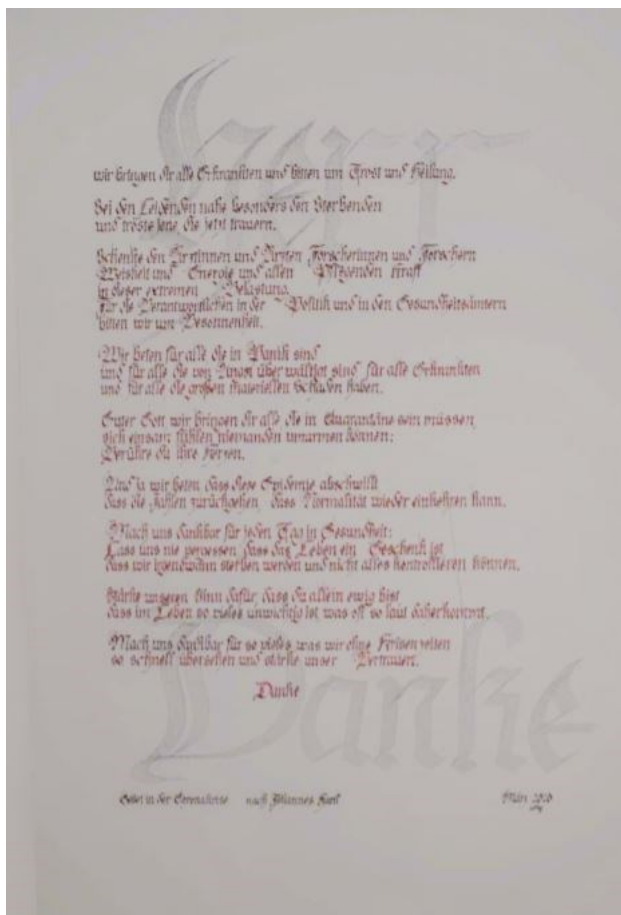 Herr
wir bringen dir alle Erkrankten und bitten um Trost und Heilung.
Sei den Leidenden nahe besonders den Sterbenden
und tröste jene, die jetzt trauern.
Schenke den Ärztinnen und Ärzten Forscherinnen und Forschern
Weisheit und Energie und allen Pflegenden Kraft
in dieser extremen Belastung.
Für die Verantwortlichen in der Politik und in den Gesundheitsämtern
bitten wir um Besonnenheit.
Wir beten für alle die in Panik sind
und für alle die von Angst überwältigt sind für alle Erkrankten
und für alle die großen materiellen Schaden haben.
Guter Gott wir bringen dir alle die in Quarantäne sein müssen,
sich einsam fühlen niemanden umarmen können:
Berühre du ihre Herzen.
Und ja wir beten dass diese Epidemie abschwillt
dass die Zahlen zurückgehen, dass Normalität wieder einkehren kann.
Mach uns dankbar für jeden Tag in Gesundheit:
Lass uns nie vergessen dass das Leben ein Geschenk ist
dass wir irgendwann sterben werden und nicht alles kontrollieren können.
Stärke unseren Sinn dafür, dass du allein ewig bist
dass im Leben so vieles unwichtig ist was oft so laut daherkommt.
Mach uns dankbar für so vieles was wir ohne Krisenzeiten
so schnell übersehen und stärke unser Vertrauen.
Danke
Danke
Gebet in der Coronakrise nach Johannes März 2020